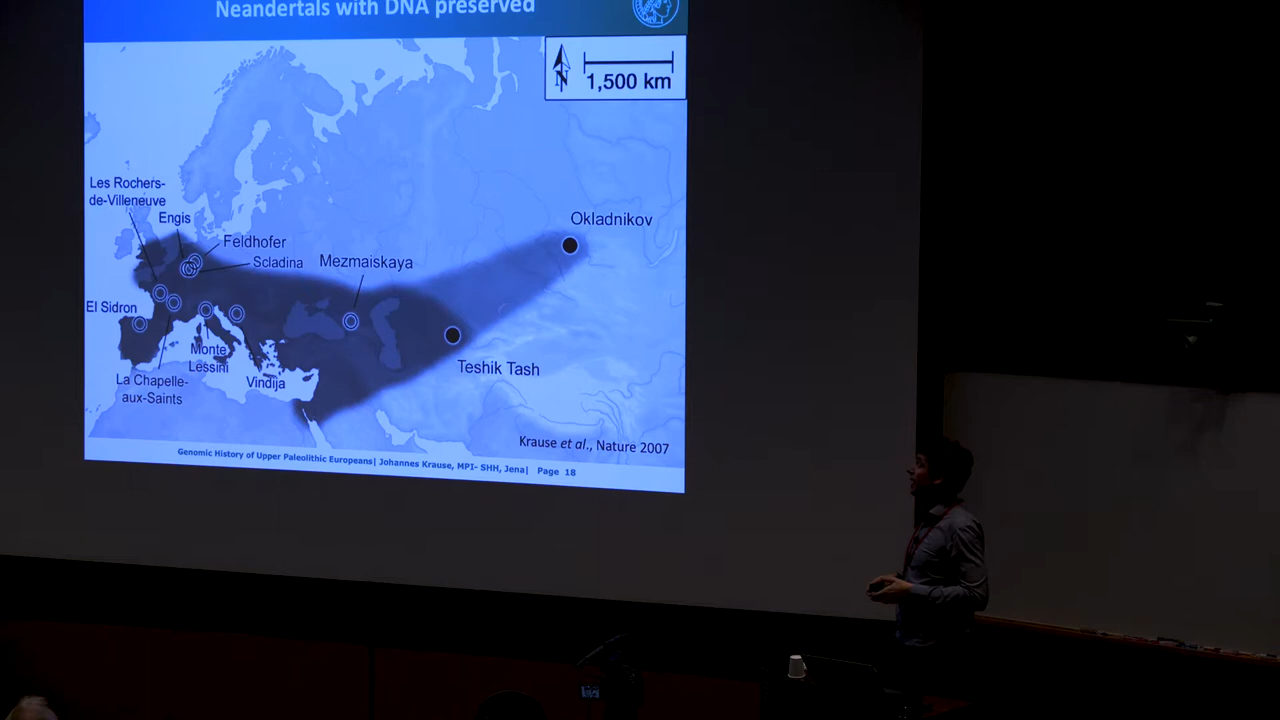 Neandertals with DNA preserved
N
1,500 km
Les Rochers-
de-Villeneuve
Engis
Feldhofer
Scladina
Mezmaiskaya
Okladnikov
El Sidron
Monte
Lessini
La Chapelle-
aux-Saints
Vindija
Teshik Tash
Krause et al., Nature 2007
Genomic History of Upper Paleolithic Europeans| Johannes Krause, MPI- SHH, Jena| Page 18